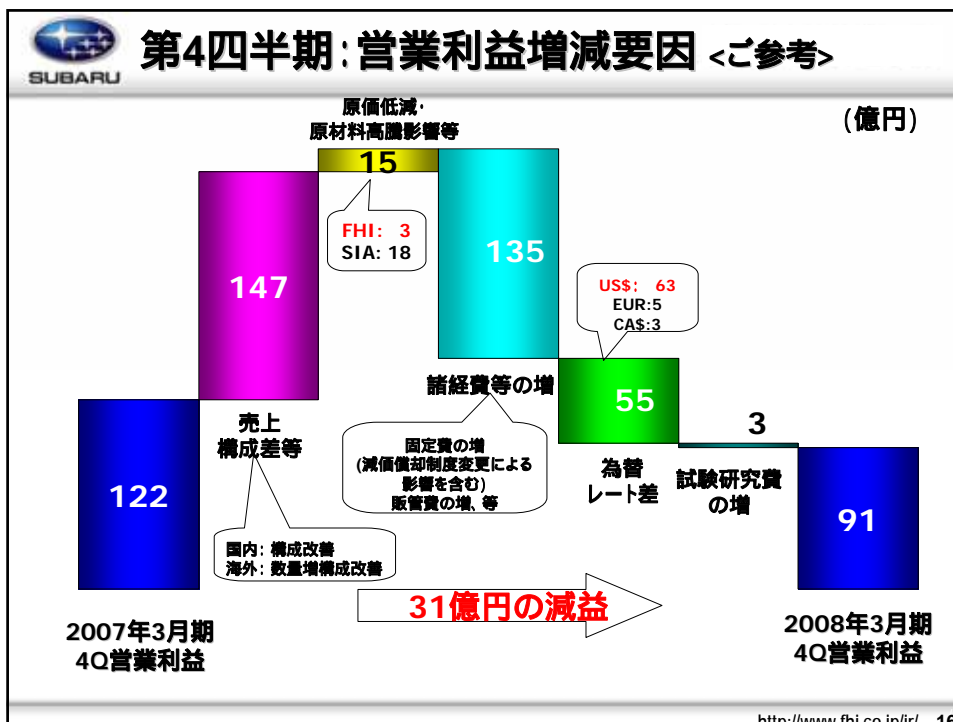 SUBARU
第4四半期:営業利益増減要因 <ご参考>
(億円)
原価低減・
原材料高騰影響等
15
FHI: 3
SIA: 18
147
135
US$: 63
EUR:5
CA$:3
売上
構成差等
諸経費等の増
55
3
固定費の増
(減価償却制度変更による
影響を含む)
販管費の増、等
為替
レート差
試験研究費
の増
122
91
国内: 構成改善
海外: 数量増構成改善
31億円の減益
2007年3月期
4Q営業利益
2008年3月期
4Q営業利益
http://www.fhi.co.jp/ir/ 16